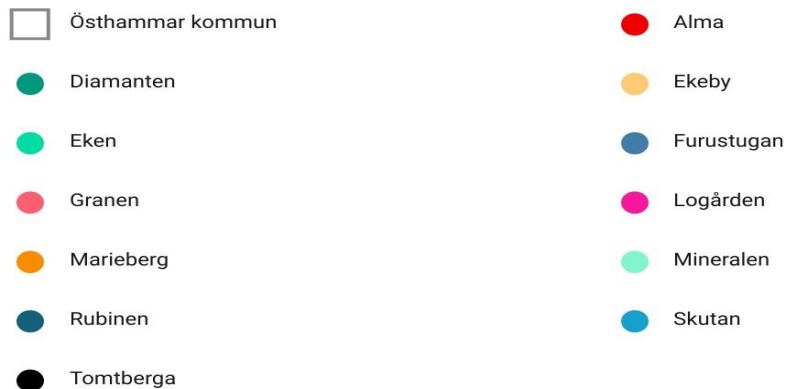 Östhammar kommun
Alma
Diamanten
Ekeby
Eken
Furustugan
Granen
Logården
Marieberg
Mineralen
Rubinen
Skutan
Tomtberga